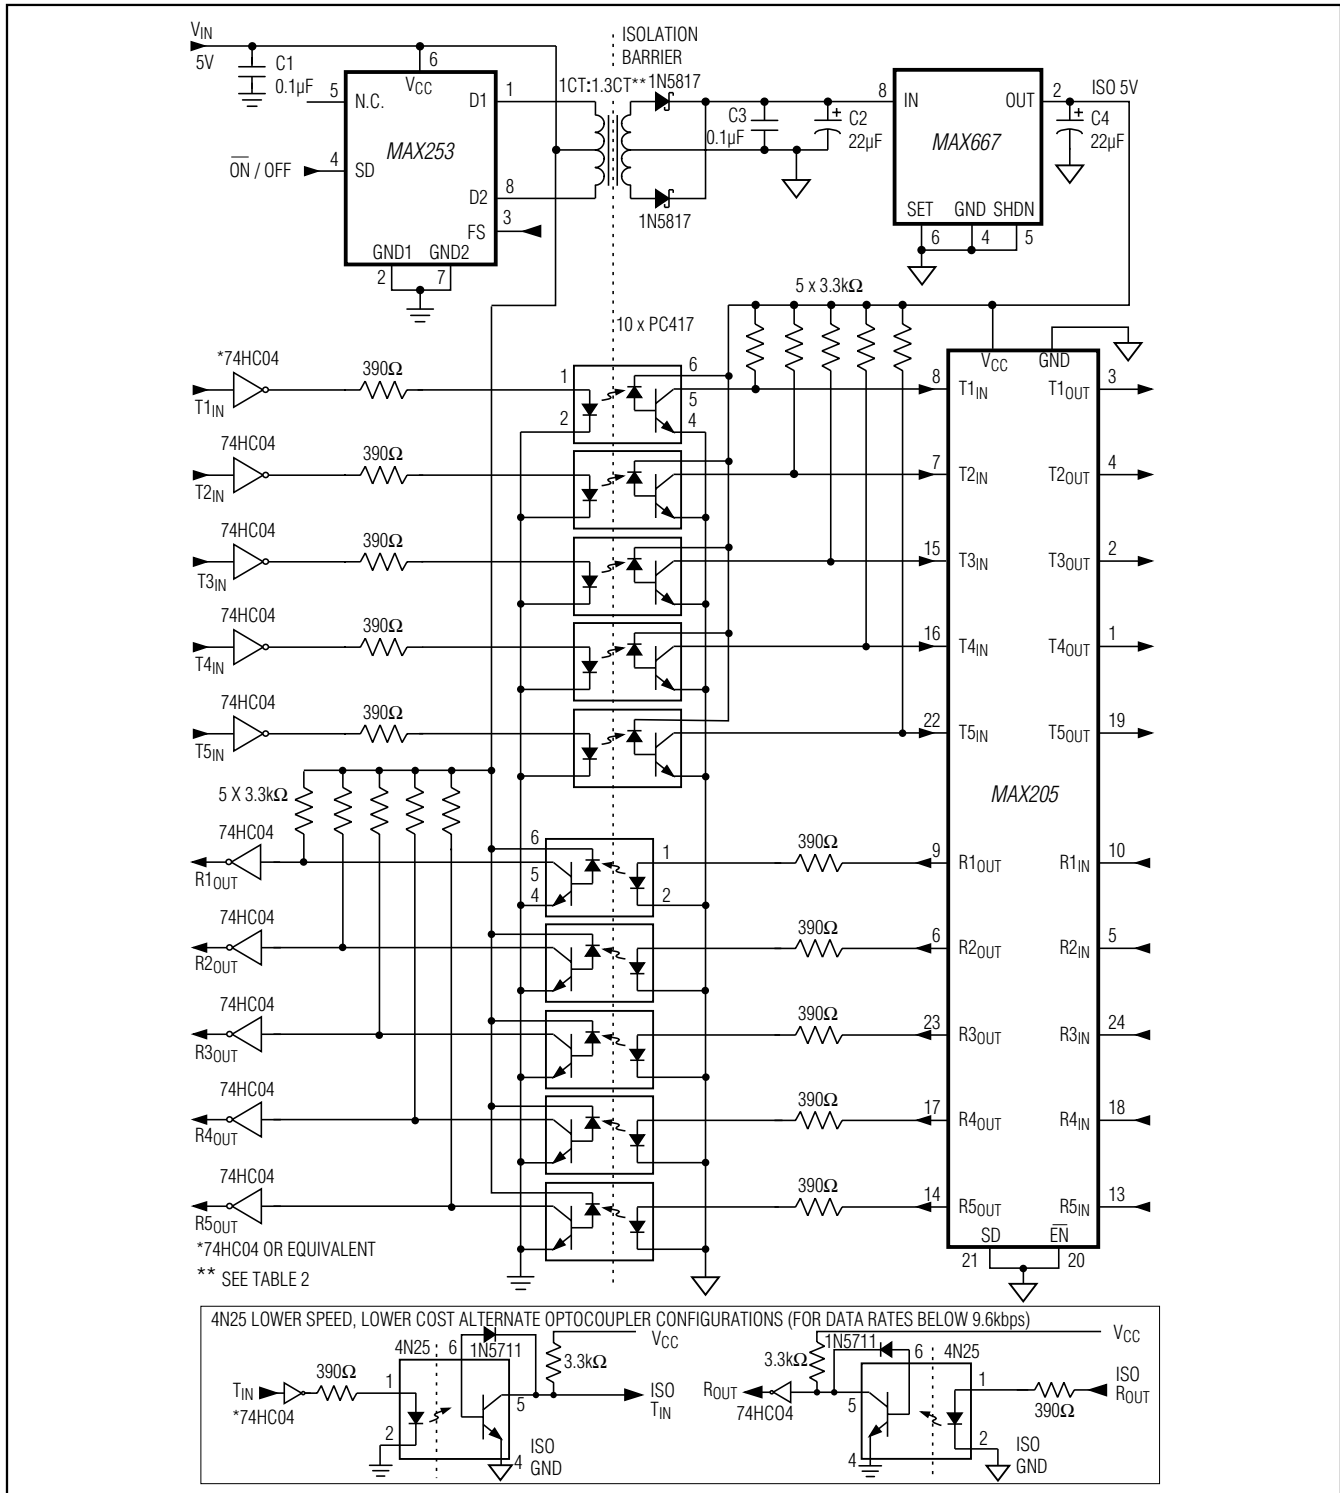 VIN
5V
C1
0.1µF
ISOLATION
BARRIER
6
VCC
5
N.C.
D1
1
1CT:1.3CT**
1N5817
MAX253
4
ON / OFF
SD
D2
8
FS
3
GND1
GND2
2
7
1N5817
C3
0.1µF
+
C2
22µF
8
IN
OUT
2
ISO 5V
MAX667
+
C4
22µF
SET
GND
SHDN
6
4
5
5 x 3.3kΩ
10 x PC417
VCC
GND
*74HC04
390Ω
T1IN
1
2
6
5
4
8
T1IN
T1OUT
3
74HC04
390Ω
T2IN
7
T2IN
T2OUT
4
74HC04
390Ω
T3IN
15
T3IN
T3OUT
2
74HC04
390Ω
T4IN
16
T4IN
T4OUT
1
74HC04
390Ω
T5IN
22
T5IN
T5OUT
19
MAX205
5 X 3.3kΩ
74HC04
R1OUT
6
5
4
1
2
390Ω
9
R1OUT
R1IN
10
74HC04
R2OUT
390Ω
6
R2OUT
R2IN
5
74HC04
R3OUT
390Ω
23
R3OUT
R3IN
24
74HC04
R4OUT
390Ω
17
R4OUT
R4IN
18
74HC04
R5OUT
390Ω
14
R5OUT
R5IN
13
SD
EN
21
20
*74HC04 OR EQUIVALENT
** SEE TABLE 2
4N25 LOWER SPEED, LOWER COST ALTERNATE OPTOCOUPLER CONFIGURATIONS (FOR DATA RATES BELOW 9.6kbps)
4N25
6
1N5711
VCC
3.3kΩ
390Ω
TIN
*74HC04
1
2
5
4
ISO
TIN
ISO
GND
VCC
1N5711
3.3kΩ
6
4N25
ROUT
74HC04
5
4
1
2
390Ω
ISO
ROUT
ISO
GND